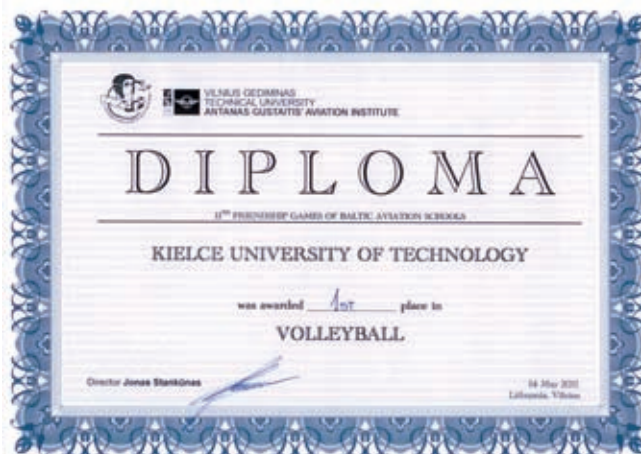 VILNIUS GEDIMINAS
TECHNICAL UNIVERSITY
ANTANAS GUSTAITIS' AVIATION INSTITUTE
DIPLOMA
FRIENDSHIP GAMES OF BALTIC AVIATION SCHOOLS
KIELCE UNIVERSITY OF TECHNOLOGY
was awarded 1st place in
VOLLEYBALL
Director Jonas Stankūnas
May
Lithuania, Vilnius